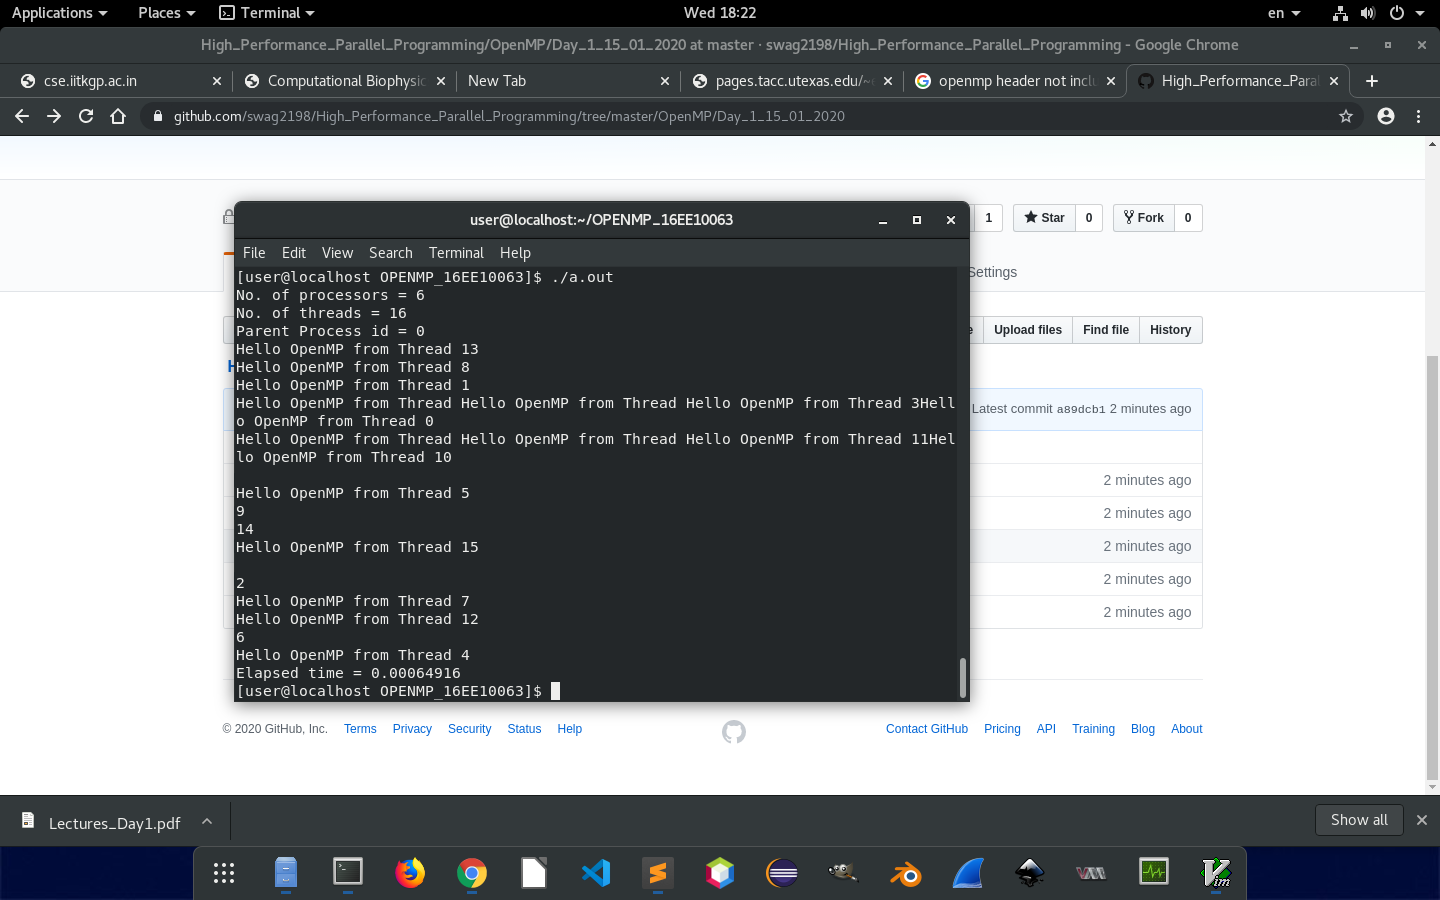 Applications Places Terminal Wed 18:22 en
High_Performance_Parallel_Programming/OpenMP/Day_1_15_01_2020 at master · swag2198/High_Performance_Parallel_Programming - Google Chrome
cse.iitkgp.ac.in Computational Biophysic New Tab pages.tacc.utexas.edu/~e openmp header not inclu High_Performance_Paral
github.com/swag2198/High_Performance_Parallel_Programming/tree/master/OpenMP/Day_1_15_01_2020
1 Star 0 Fork 0
Settings
Upload files Find file History
Latest commit a89dcb1 2 minutes ago
2 minutes ago
2 minutes ago
2 minutes ago
2 minutes ago
2 minutes ago
user@localhost:~/OPENMP_16EE10063
File Edit View Search Terminal Help
[user@localhost OPENMP_16EE10063]$ ./a.out
No. of processors = 6
No. of threads = 16
Parent Process id = 0
Hello OpenMP from Thread 13
Hello OpenMP from Thread 8
Hello OpenMP from Thread 1
Hello OpenMP from Thread Hello OpenMP from Thread Hello OpenMP from Thread 3Hell
o OpenMP from Thread 0
Hello OpenMP from Thread Hello OpenMP from Thread Hello OpenMP from Thread 11Hel
lo OpenMP from Thread 10
Hello OpenMP from Thread 5
9
14
Hello OpenMP from Thread 15
2
Hello OpenMP from Thread 7
Hello OpenMP from Thread 12
6
Hello OpenMP from Thread 4
Elapsed time = 0.00064916
[user@localhost OPENMP_16EE10063]$
© 2020 GitHub, Inc. Terms Privacy Security Status Help Contact GitHub Pricing API Training Blog About
Lectures_Day1.pdf Show all